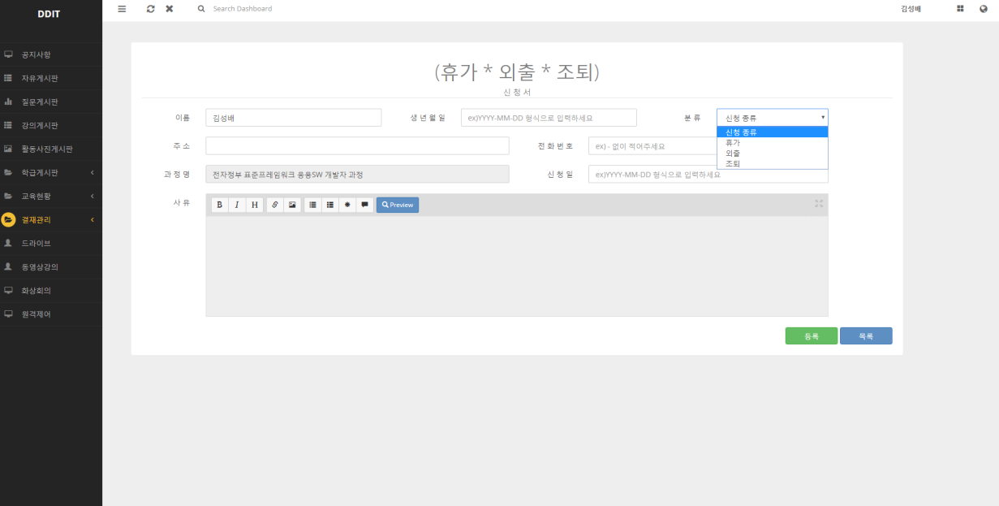 DDIT
Search Dashboard
김성배
공지사항
자유게시판
질문게시판
강의게시판
활동사진게시판
학급게시판
교육현황
결재관리
드라이브
동영상강의
화상회의
원격제어
(휴가 * 외출 * 조퇴)
신 청 서
이름 김성배 생 년 월 일 ex)YYYY-MM-DD 형식으로 입력하세요 분 류 신청 종류
신청 종류
휴가
외출
조퇴
주 소 전 화 번 호 ex) - 없이 적어주세요
과 정 명 전자정부 표준프레임워크 응용SW 개발자 과정 신 청 일 ex)YYYY-MM-DD 형식으로 입력하세요
사 유 B I H Preview
등록 목록